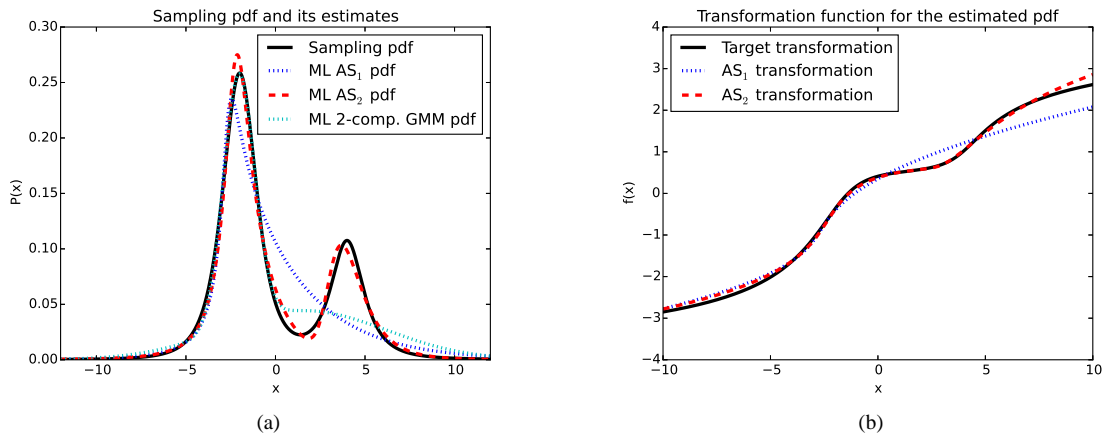 Sampling pdf and its estimates
0.30
0.25
0.20
0.15
0.10
0.05
0.00
P(x)
Sampling pdf
ML AS₁ pdf
ML AS₂ pdf
ML 2-comp. GMM pdf
−10 −5 0 5 10
x
(a)
Transformation function for the estimated pdf
4
3
2
1
0
−1
−2
−3
−4
f(x)
Target transformation
AS₁ transformation
AS₂ transformation
−10 −5 0 5 10
x
(b)